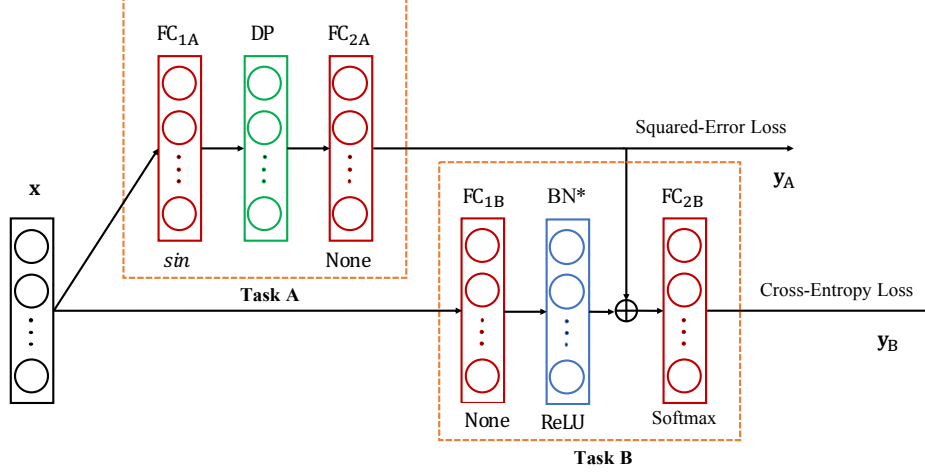 FC1A DP FC2A
Squared-Error Loss
yA
x
FC1B BN* FC2B
sin None
Task A
Cross-Entropy Loss
yB
None ReLU Softmax
Task B